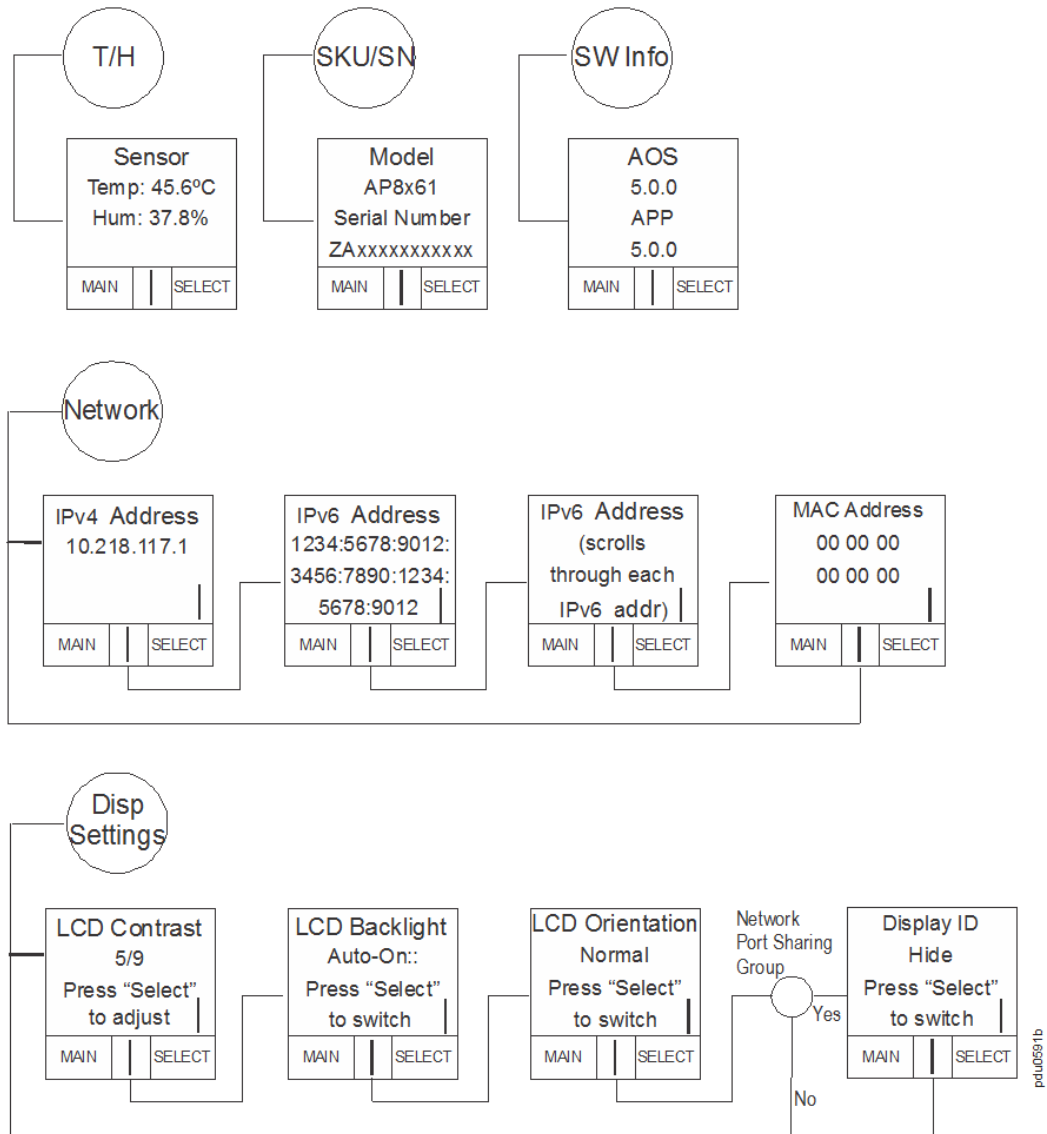 T/H
SKU/SN
SW Info
Sensor
Temp: 45.6ºC
Hum: 37.8%
MAIN
SELECT
Model
AP8x61
Serial Number
ZAxxxxxxxxxxx
MAIN
SELECT
AOS
5.0.0
APP
5.0.0
MAIN
SELECT
Network
IPv4 Address
10.218.117.1
MAIN
SELECT
IPv6 Address
1234:5678:9012:
3456:7890:1234:
5678:9012
MAIN
SELECT
IPv6 Address
(scrolls
through each
IPv6 addr)
MAIN
SELECT
MAC Address
00 00 00
00 00 00
MAIN
SELECT
Disp
Settings
LCD Contrast
5/9
Press “Select”
to adjust
MAIN
SELECT
LCD Backlight
Auto-On::
Press “Select”
to switch
MAIN
SELECT
LCD Orientation
Normal
Press “Select”
to switch
MAIN
SELECT
Network
Port Sharing
Group
Yes
No
Display ID
Hide
Press “Select”
to switch
MAIN
SELECT
pdu0591b